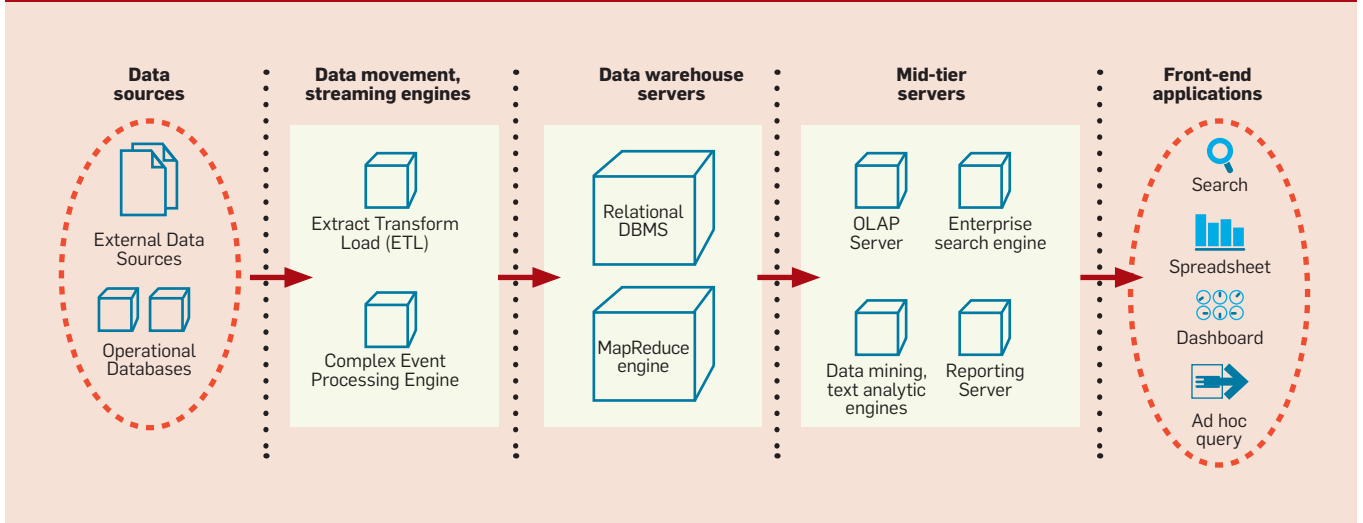 Data
sources
External Data
Sources
Operational
Databases
Data movement,
streaming engines
Extract Transform
Load (ETL)
Complex Event
Processing Engine
Data warehouse
servers
Relational
DBMS
MapReduce
engine
Mid-tier
servers
OLAP
Server
Enterprise
search engine
Data mining,
text analytic
engines
Reporting
Server
Front-end
applications
Search
Spreadsheet
Dashboard
Ad hoc
query